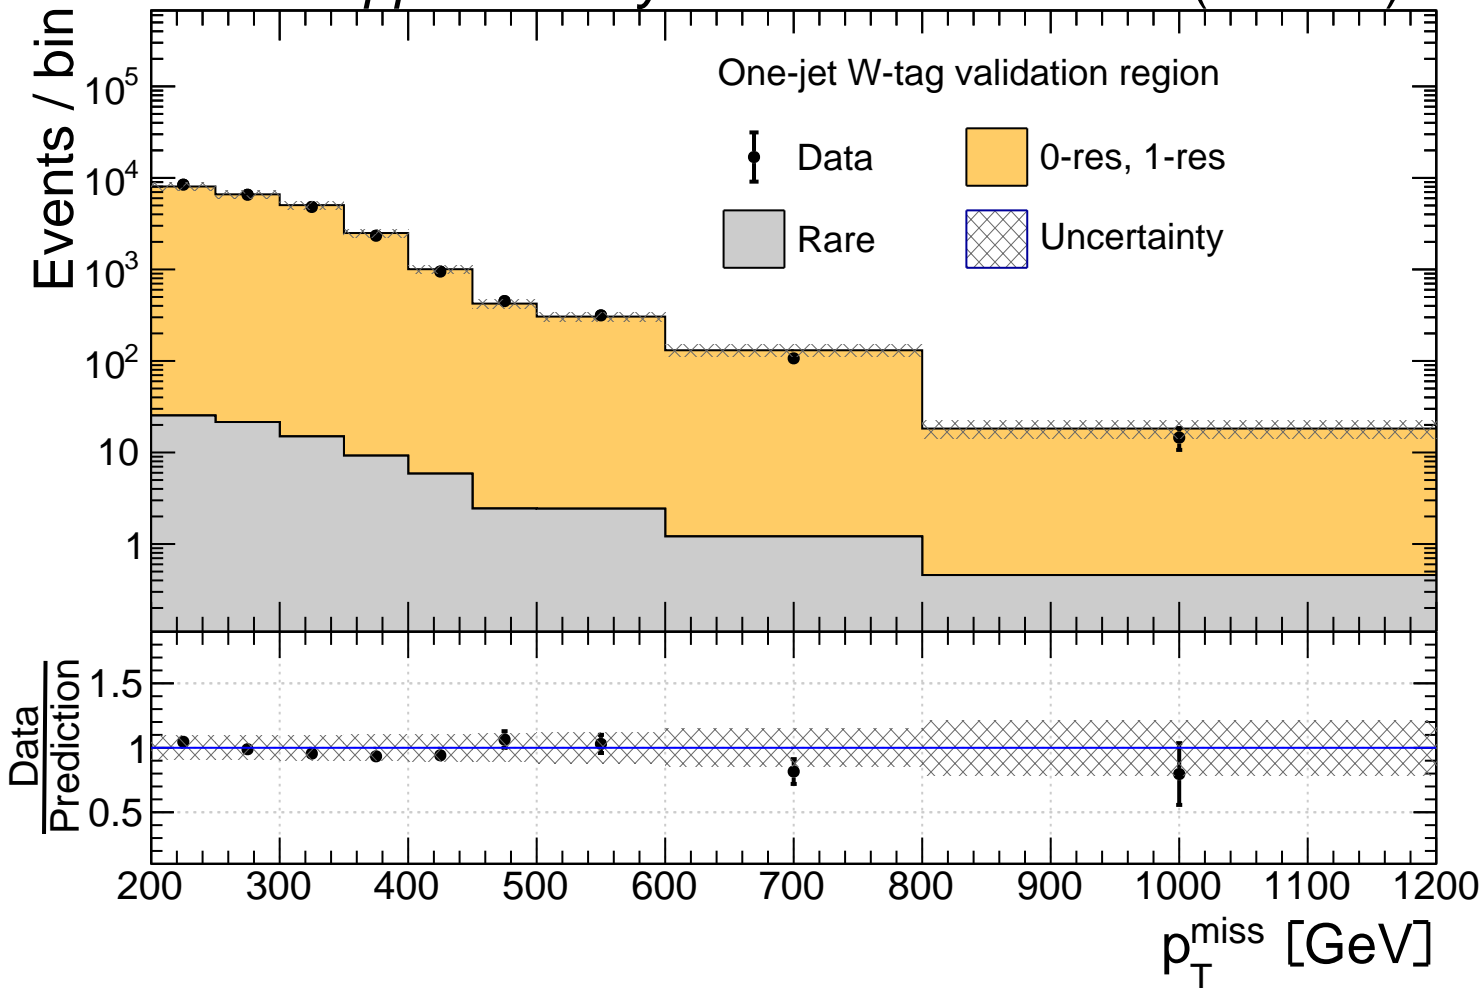 Events / bin
10^5
10^4
10^3
10^2
10
1
One-jet W-tag validation region
Data
0-res, 1-res
Rare
Uncertainty
Data
Prediction
1.5
1
0.5
200 300 400 500 600 700 800 900 1000 1100 1200
p_T^miss [GeV]